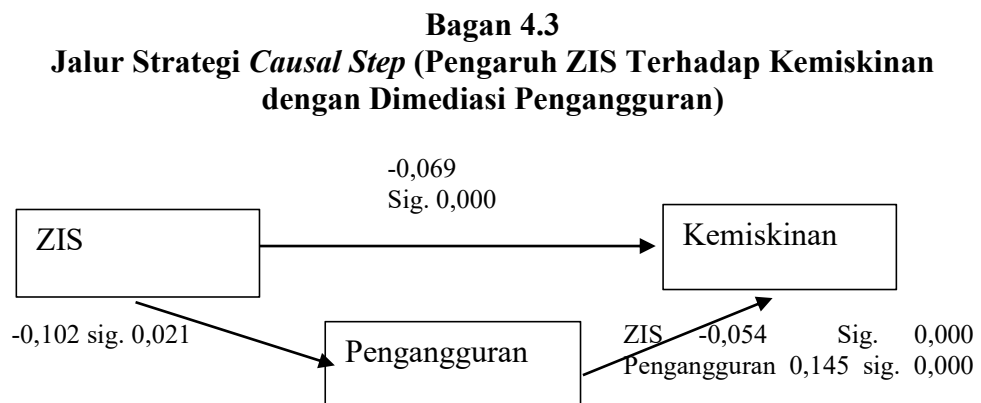 Bagan 4.3
Jalur Strategi Causal Step (Pengaruh ZIS Terhadap Kemiskinan
dengan Dimediasi Pengangguran)
-0,069
Sig. 0,000
ZIS
Kemiskinan
-0,102 sig. 0,021
Pengangguran
ZIS -0,054 Sig. 0,000
Pengangguran 0,145 sig. 0,000